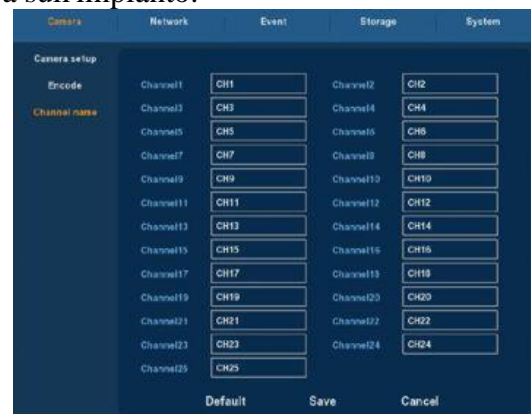 a sull'impianto.
Camera Network Event Storage System
Camera setup
Encode
Channel name
Channel1 CH1 Channel2 CH2
Channel3 CH3 Channel4 CH4
Channel5 CH5 Channel6 CH6
Channel7 CH7 Channel8 CH8
Channel9 CH9 Channel10 CH10
Channel11 CH11 Channel12 CH12
Channel13 CH13 Channel14 CH14
Channel15 CH15 Channel16 CH16
Channel17 CH17 Channel18 CH18
Channel19 CH19 Channel20 CH20
Channel21 CH21 Channel22 CH22
Channel23 CH23 Channel24 CH24
Channel25 CH25
Default Save Cancel